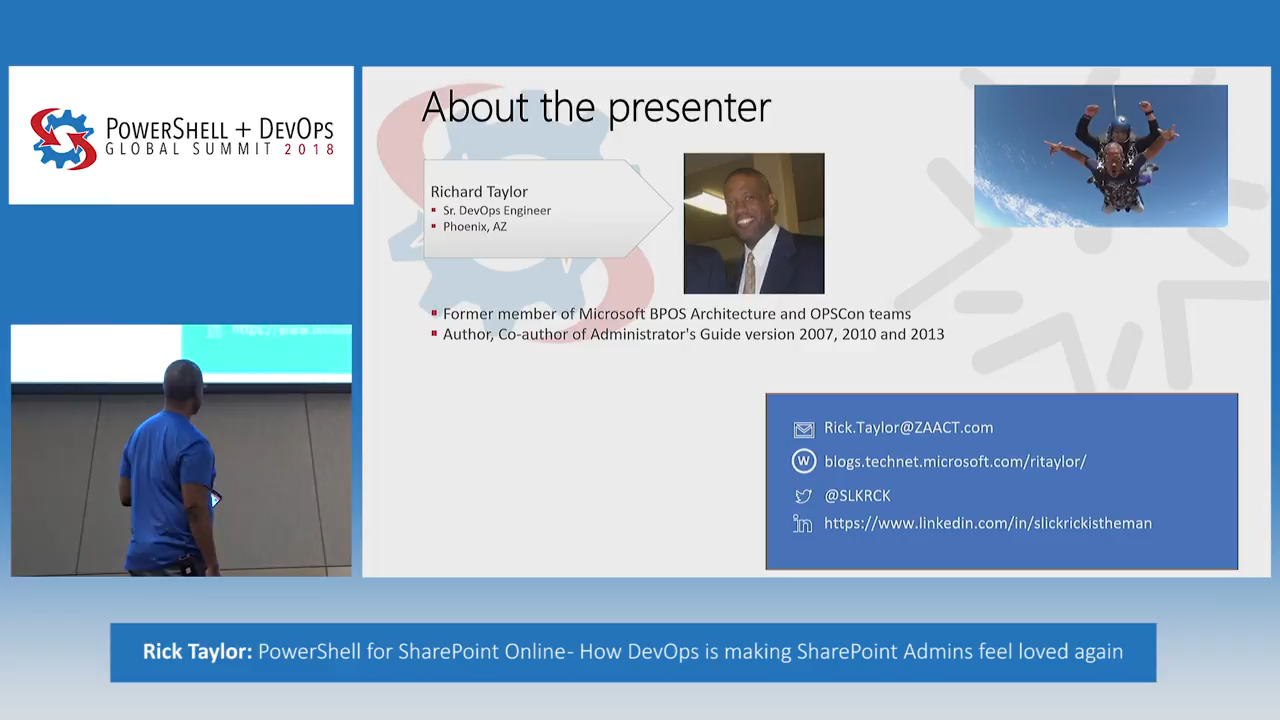 POWERSHELL + DEVOPS
GLOBAL SUMMIT 2018
About the presenter
Richard Taylor
▪ Sr. DevOps Engineer
▪ Phoenix, AZ
▪ Former member of Microsoft BPOS Architecture and OPSCon teams
▪ Author, Co-author of Administrator's Guide version 2007, 2010 and 2013
Rick.Taylor@ZAACT.com
W blogs.technet.microsoft.com/ritaylor/
@SLKRCK
in https://www.linkedin.com/in/slickrickistheman
https://www.
Rick Taylor: PowerShell for SharePoint Online- How DevOps is making SharePoint Admins feel loved again